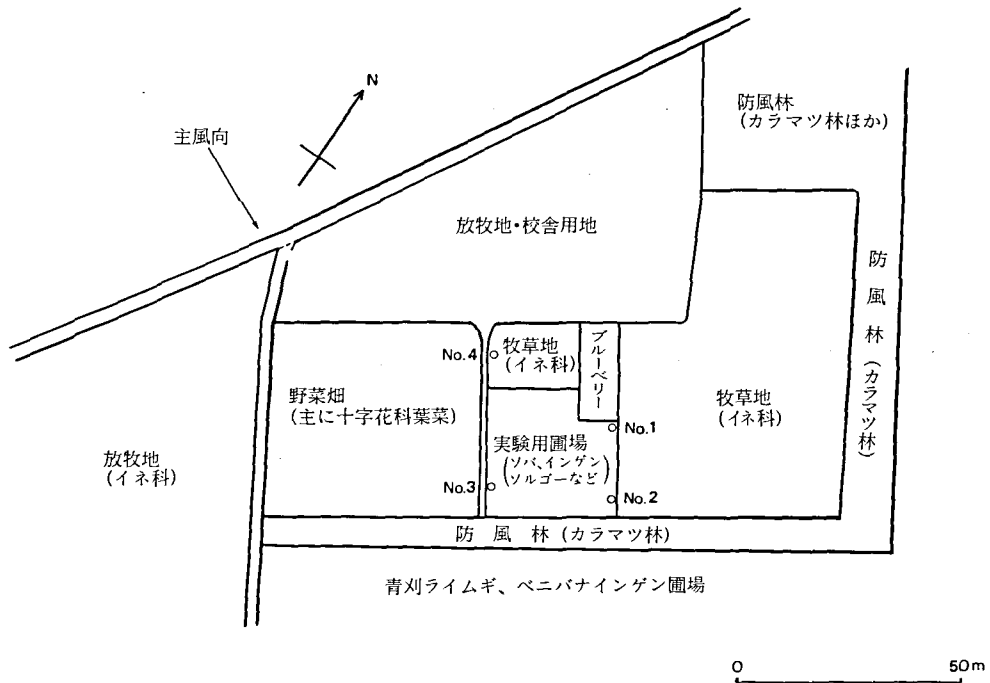 N
主風向
防風林
(カラマツ林ほか)
放牧地・校舎用地
防風林(カラマツ林)
No.4
牧草地
(イネ科)
ブルーベリー
野菜畑
(主に十字花科葉菜)
牧草地
(イネ科)
No.1
実験用圃場
(ソバ、インゲン
ソルゴーなど)
放牧地
(イネ科)
No.3
No.2
防風林(カラマツ林)
青刈ライムギ、ベニバナインゲン圃場
0 50m